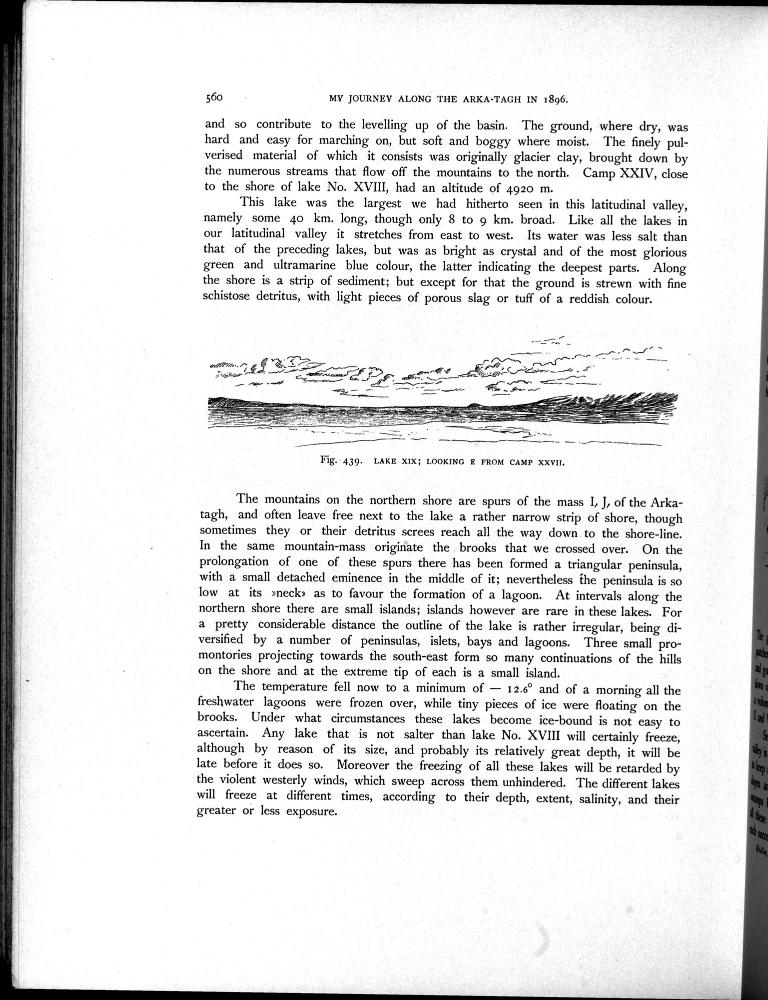 560
MY JOURNEY ALONG THE ARKA-TAGH IN 1896.
and so contribute to the levelling up of the basin. The ground, where dry, was
hard and easy for marching on, but soft and boggy where moist. The finely pul-
verised material of which it consists was originally glacier clay, brought down by
the numerous streams that flow off the mountains to the north. Camp XXIV, close
to the shore of lake No. XVIII, had an altitude of 4920 m.
This lake was the largest we had hitherto seen in this latitudinal valley,
namely some 40 km. long, though only 8 to 9 km. broad. Like all the lakes in
our latitudinal valley it stretches from east to west. Its water was less salt than
that of the preceding lakes, but was as bright as crystal and of the most glorious
green and ultramarine blue colour, the latter indicating the deepest parts. Along
the shore is a strip of sediment; but except for that the ground is strewn with fine
schistose detritus, with light pieces of porous slag or tuff of a reddish colour.
Fig. 439. LAKE XIX; LOOKING E FROM CAMP XXVII.
The mountains on the northern shore are spurs of the mass I, J, of the Arka-
tagh, and often leave free next to the lake a rather narrow strip of shore, though
sometimes they or their detritus screes reach all the way down to the shore-line.
In the same mountain-mass originate the brooks that we crossed over. On the
prolongation of one of these spurs there has been formed a triangular peninsula,
with a small detached eminence in the middle of it; nevertheless the peninsula is so
low at its »neck» as to favour the formation of a lagoon. At intervals along the
northern shore there are small islands; islands however are rare in these lakes. For
a pretty considerable distance the outline of the lake is rather irregular, being di-
versified by a number of peninsulas, islets, bays and lagoons. Three small pro-
montories projecting towards the south-east form so many continuations of the hills
on the shore and at the extreme tip of each is a small island.
The temperature fell now to a minimum of — 12.6° and of a morning all the
freshwater lagoons were frozen over, while tiny pieces of ice were floating on the
brooks. Under what circumstances these lakes become ice-bound is not easy to
ascertain. Any lake that is not salter than lake No. XVIII will certainly freeze,
although by reason of its size, and probably its relatively great depth, it will be
late before it does so. Moreover the freezing of all these lakes will be retarded by
the violent westerly winds, which sweep across them unhindered. The different lakes
will freeze at different times, according to their depth, extent, salinity, and their
greater or less exposure.